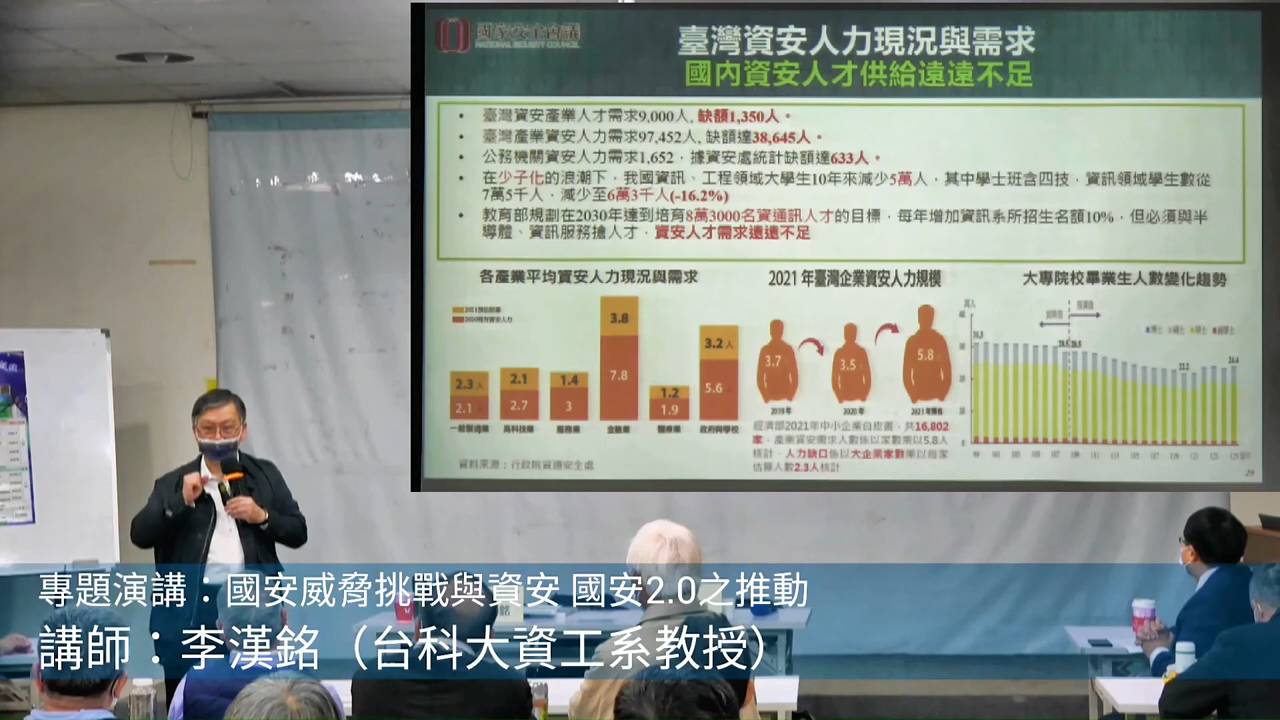 國家安全會議
NATIONAL SECURITY COUNCIL
臺灣資安人力現況與需求
國內資安人才供給遠遠不足
• 臺灣資安產業人才需求9,000人, 缺額1,350人。
• 臺灣產業資安人力需求97,452人, 缺額達38,645人。
• 公務機關資安人力需求1,652，據資安處統計缺額達633人。
• 在少子化的浪潮下，我國資訊、工程領域大學生10年來減少5萬人，其中學士班含四技，資訊領域學生數從
7萬5千人，減少至6萬3千人(-16.2%)
• 教育部規劃在2030年達到培育8萬3000名資通訊人才的目標，每年增加資訊系所招生名額10%，但必須與半
導體、資訊服務搶人才，資安人才需求遠遠不足
各產業平均資安人力現況與需求
2.3人
2.1
一般製造業
2.1
2.7
高科技業
1.4
3
服務業
3.8
7.8
金融業
1.2
1.9
醫療業
3.2人
5.6
政府與學校
資料來源：行政院資通安全處
2021 年臺灣企業資安人力規模
3.7
3.5
5.8
2019年
2020年
經濟部2021年中小企業白皮書，共16,802
家，產業資安需求人數係以家數乘以5.8人
核計，人力缺口係以大企業家數乘以每家
估算人數2.3人核計
大專院校畢業生人數變化趨勢
29
專題演講：國安威脅挑戰與資安 國安2.0之推動
講師：李漢銘（台科大資工系教授）